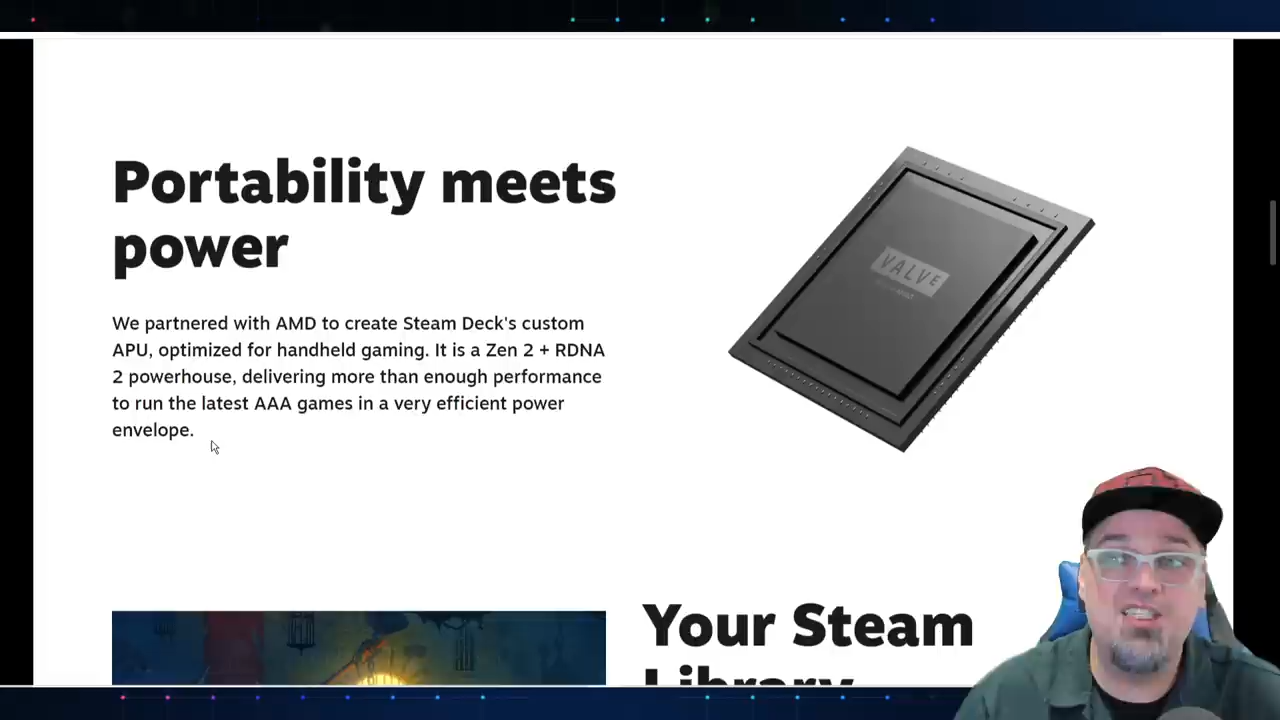 Portability meets
power
We partnered with AMD to create Steam Deck's custom
APU, optimized for handheld gaming. It is a Zen 2 + RDNA
2 powerhouse, delivering more than enough performance
to run the latest AAA games in a very efficient power
envelope.
VALVE
Your Steam
Library